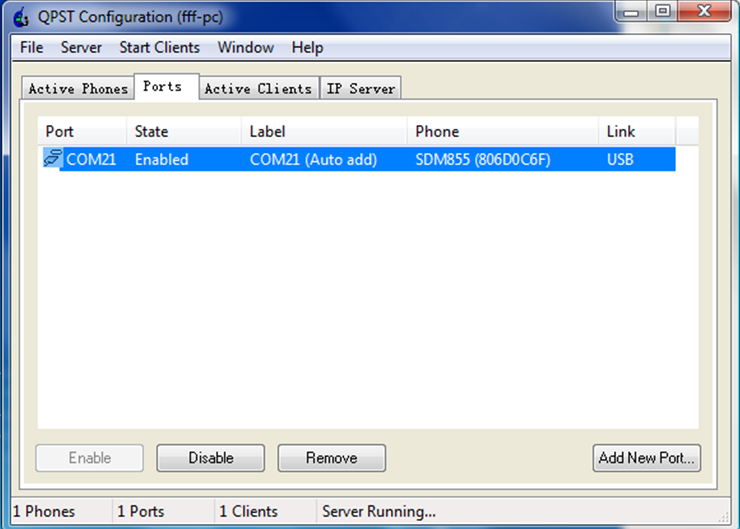 QPST Configuration (fff-pc)
File Server Start Clients Window Help
Active Phones Ports Active Clients IP Server
Port State Label Phone Link
COM21 Enabled COM21 (Auto add) SDM855 (806D0C6F) USB
Enable Disable Remove Add New Port...
1 Phones 1 Ports 1 Clients Server Running...